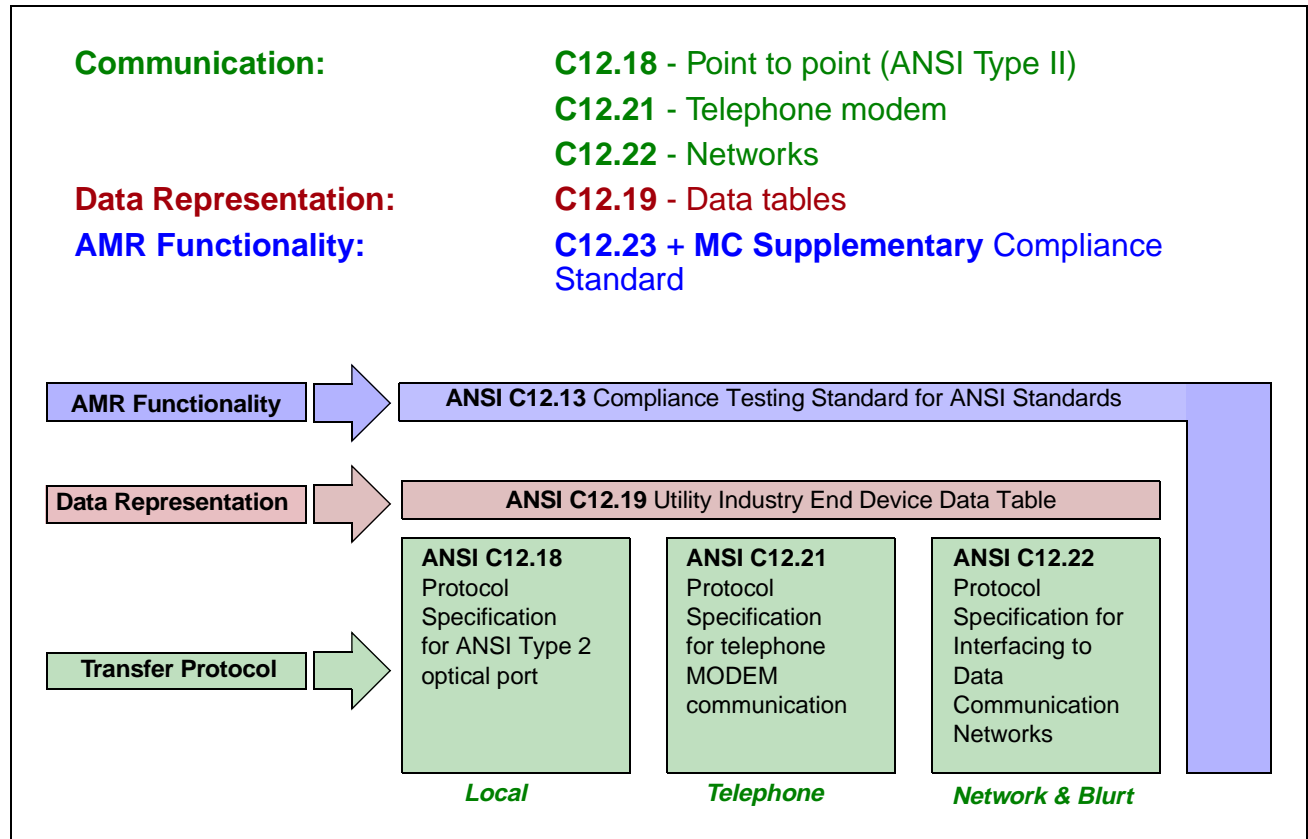 Communication: C12.18 - Point to point (ANSI Type II)
C12.21 - Telephone modem
C12.22 - Networks
Data Representation: C12.19 - Data tables
AMR Functionality: C12.23 + MC Supplementary Compliance
Standard
AMR Functionality
ANSI C12.13 Compliance Testing Standard for ANSI Standards
Data Representation
ANSI C12.19 Utility Industry End Device Data Table
Transfer Protocol
ANSI C12.18
Protocol
Specification
for ANSI Type 2
optical port
ANSI C12.21
Protocol
Specification
for telephone
MODEM
communication
ANSI C12.22
Protocol
Specification for
Interfacing to
Data
Communication
Networks
Local
Telephone
Network & Blurt